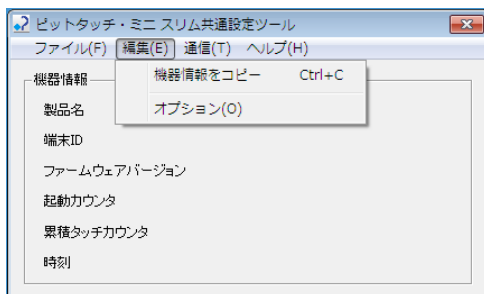 ピットタッチ・ミニ スリム共通設定ツール
ファイル(F) 編集(E) 通信(T) ヘルプ(H)
機器情報をコピー Ctrl+C
オプション(O)
機器情報
製品名
端末ID
ファームウェアバージョン
起動カウンタ
累積タッチカウンタ
時刻